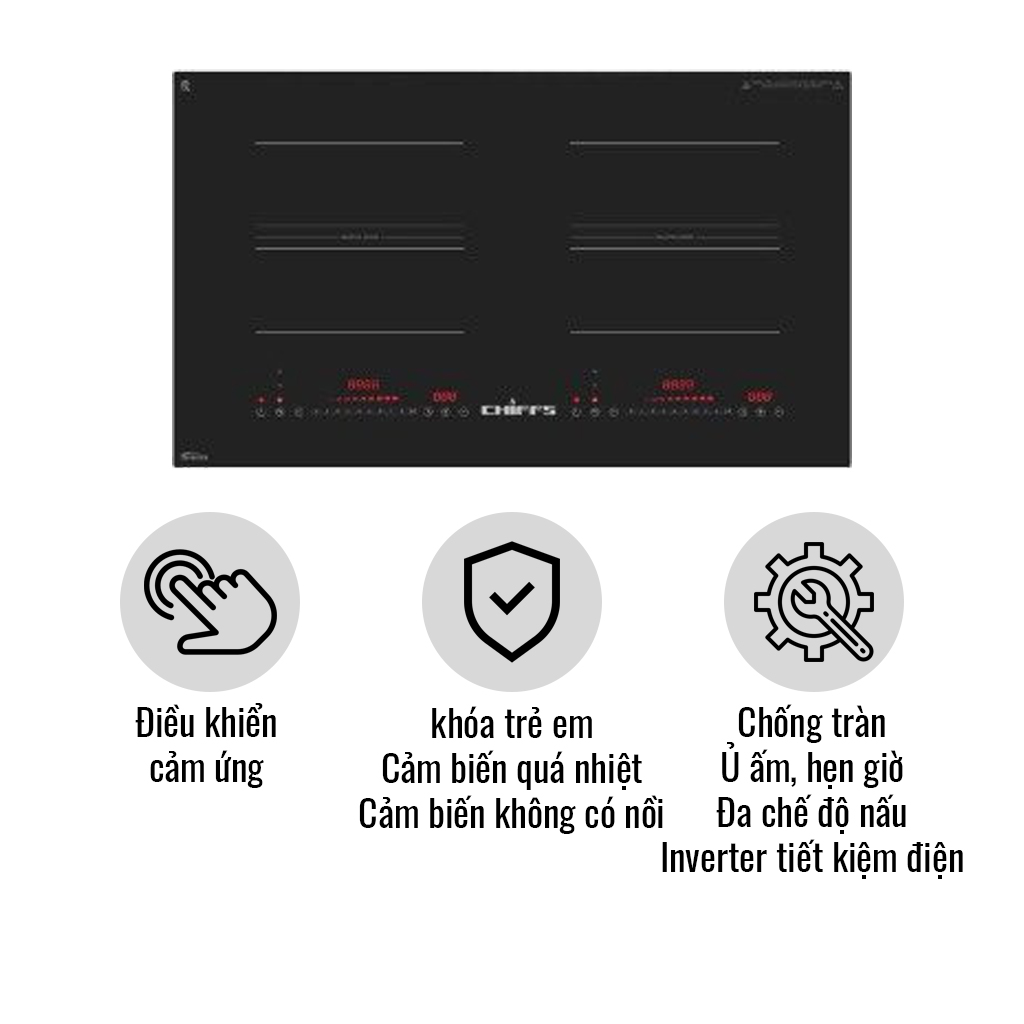 CHIFFS
Điều khiển
cảm ứng
khóa trẻ em
Cảm biến quá nhiệt
Cảm biến không có nồi
Chống tràn
Ủ ấm, hẹn giờ
Đa chế độ nấu
Inverter tiết kiệm điện